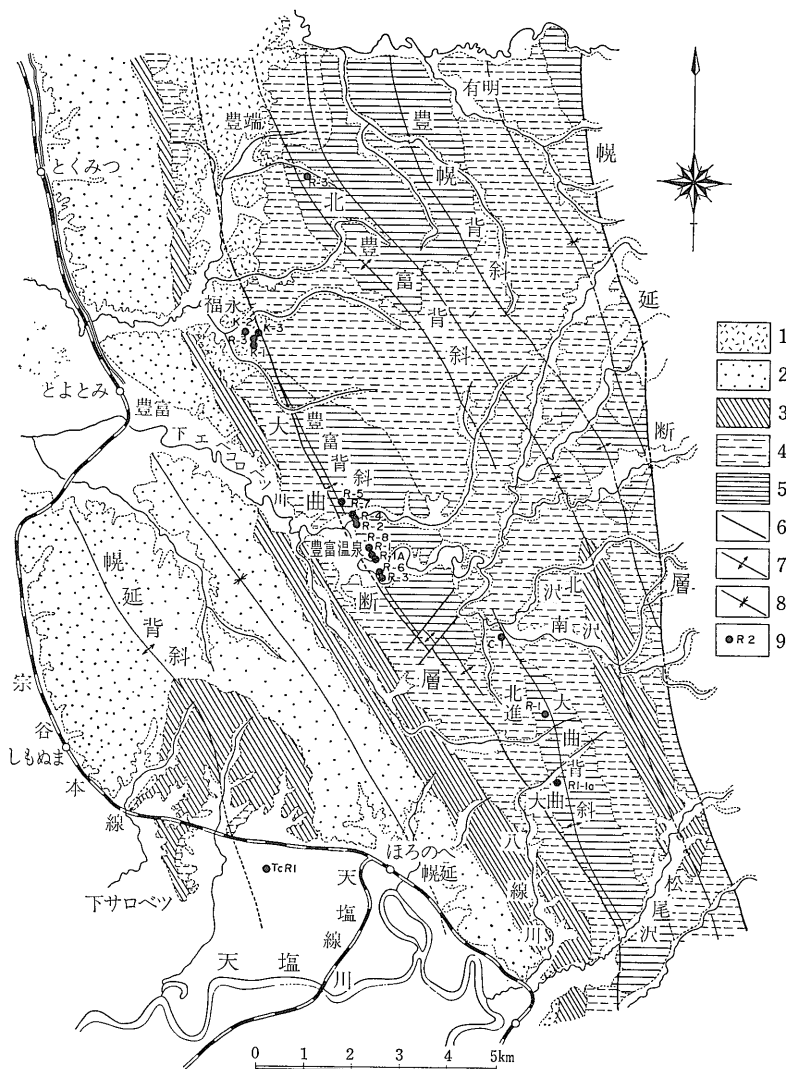 有明
豊端
豊幌背斜
幌延断層
とくみつ
R-3
北豊富背斜
福永
K-3
R-3
R-1
とよとみ
豊富
下エコロベツ川
豊富背斜
大曲断層
R-5
R-7
R-4
R-2
R-8
R-1
R-1A
R-6
R-3
豊富温泉
北沢
南沢
C-1
幌延背斜
北進
R-1
大曲背斜
R1-1a
大曲
宗谷本線
しもぬま
八線川
松尾沢
ほろのべ
幌延
TcR1
下サロベツ
天塩線
天塩川
1
2
3
4
5
6
7
8
R2 9
0 1 2 3 4 5km